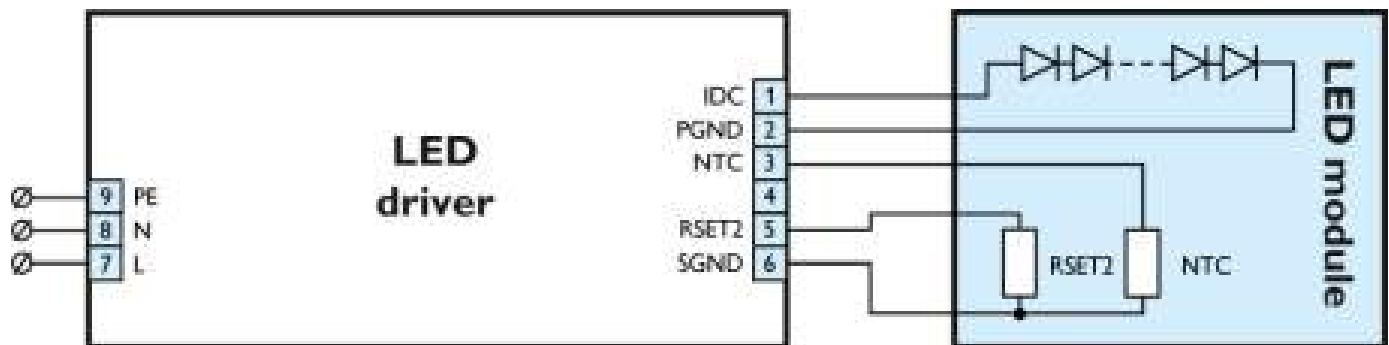 LED
driver
9 PE
8 N
7 L
IDC 1
PGND 2
NTC 3
4
RSET2 5
SGND 6
RSET2
NTC
LED module